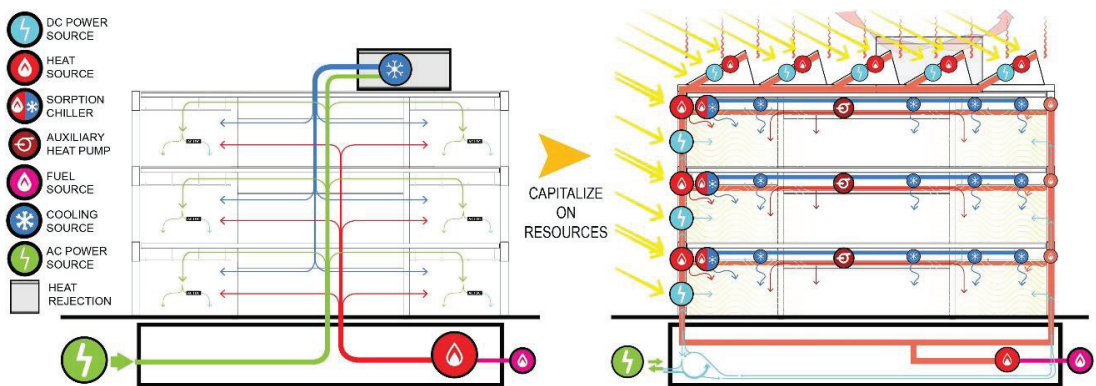 DC POWER
SOURCE
HEAT
SOURCE
SORPTION
CHILLER
AUXILIARY
HEAT PUMP
FUEL
SOURCE
COOLING
SOURCE
AC POWER
SOURCE
HEAT
REJECTION
CAPITALIZE
ON
RESOURCES